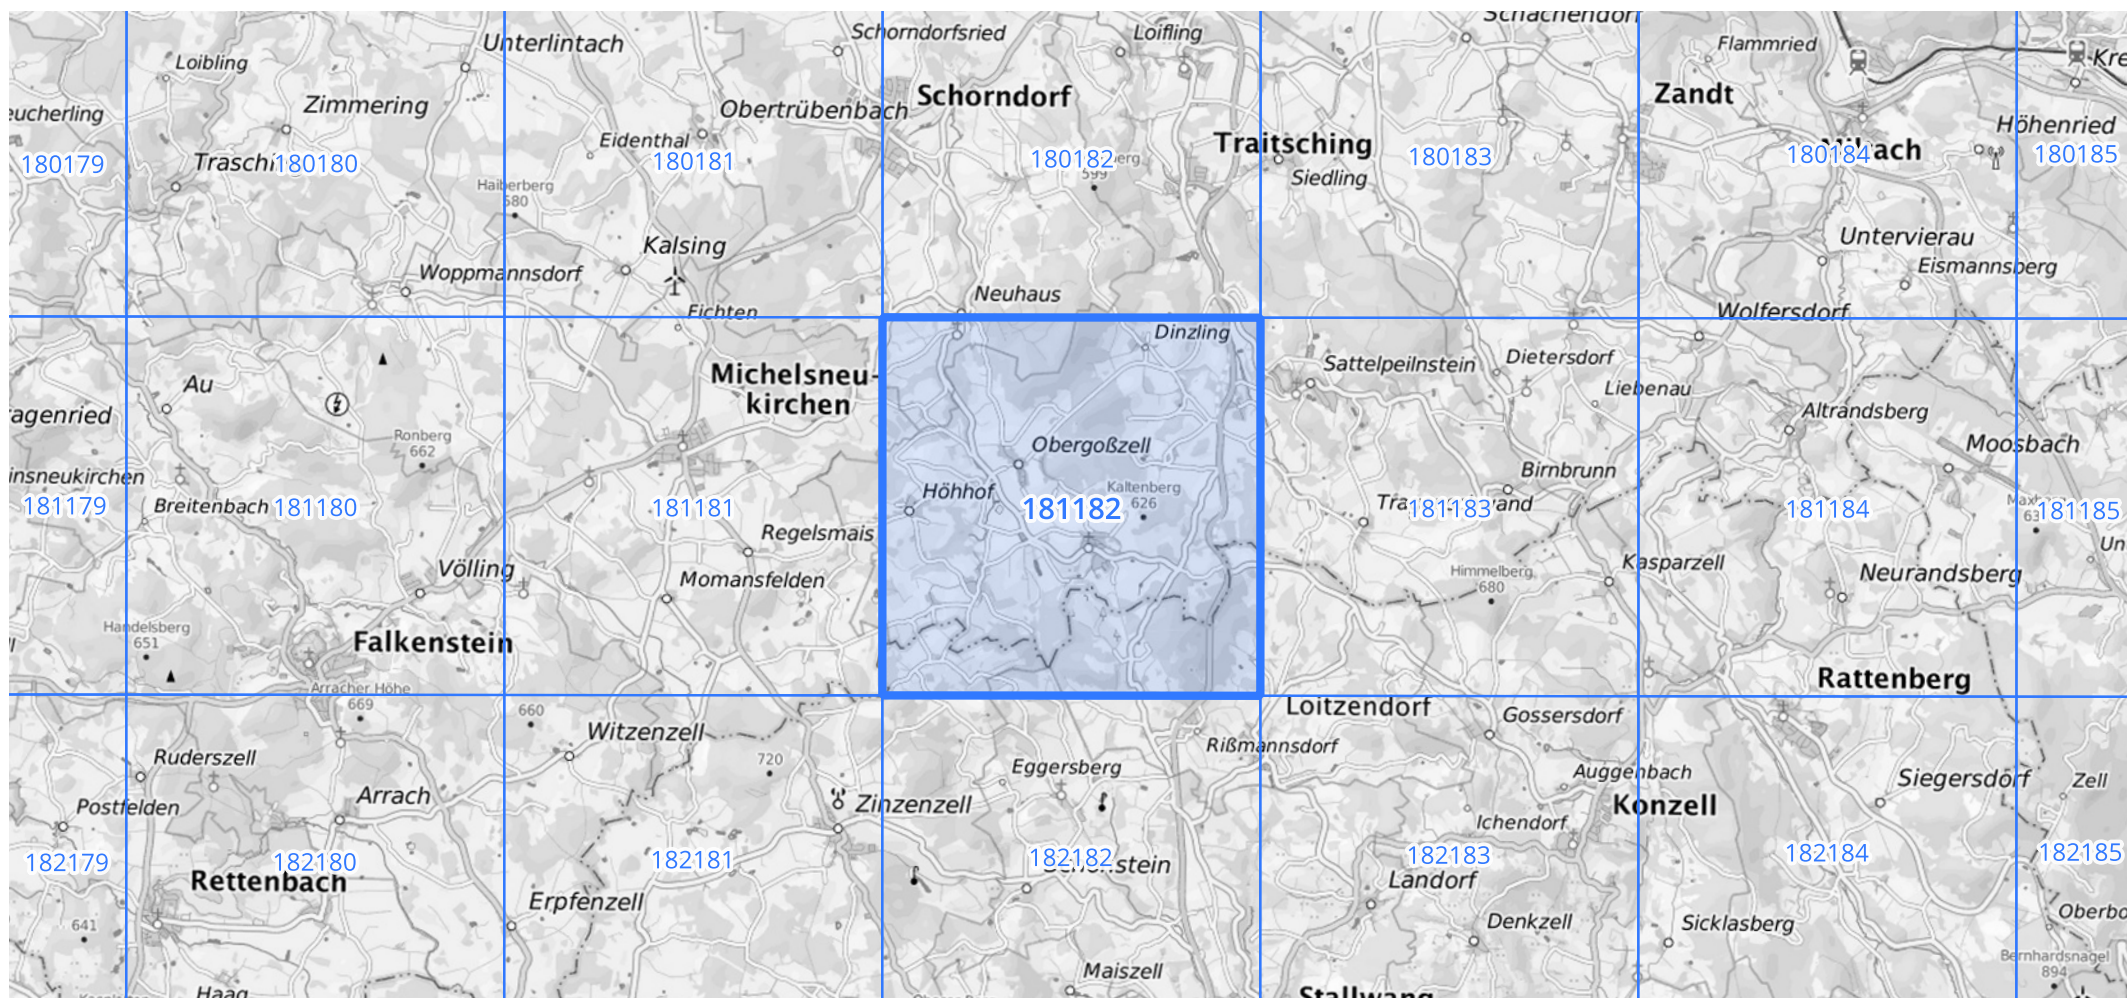 Schachendorf
Unterlintach
Schorndorfsried
Loifling
Flammried
Loibling
Kre
Zimmering
Obertrübenbach
Schorndorf
Zandt
eucherling
Eidenthal
Traitsching
Höhenried
180179
180180
180181
180182
599
180183
180184
180185
Siedling
Haiberberg
580
Kalsing
Untervierau
Woppmannsdorf
Eismannsberg
Neuhaus
Fichten
Wolfersdorf
Dinzling
Michelsneu-
kirchen
Sattelpeilnstein
Dietersdorf
Au
Liebenau
agenried
Altrandsberg
Ronberg
662
Obergoßzell
Moosbach
insneukirchen
Birnbrunn
Höhhof
Kaltenberg
626
Breitenbach
181179
181180
181181
181182
181183
181184
181185
Regelsmais
Un
Völling
Momansfelden
Himmelberg
680
Kasparzell
Neurandsberg
Handelsberg
651
Falkenstein
Rattenberg
Arracher Höhe
669
660
Loitzendorf
Gossersdorf
Witzenzell
Rißmannsdorf
Ruderszell
720
Eggersberg
Auggenbach
Siegersdorf
Zell
Postfelden
Arrach
Zinzenzell
Konzell
Ichendorf
182179
182180
182181
182182
182183
182184
182185
Rettenbach
Landorf
Erpfenzell
Denkzell
Sicklasberg
Oberbo
641
Maiszell
Bernhardsnagel
894
Haag
Stallwang